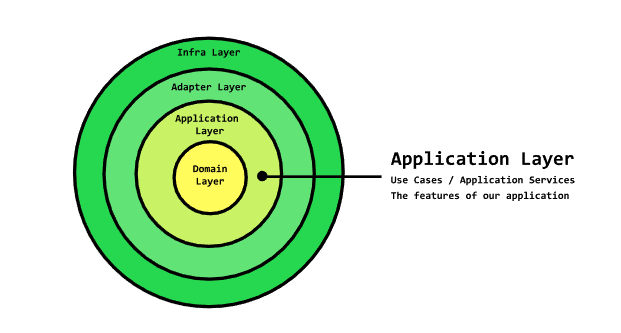 Infra Layer
Adapter Layer
Application
Layer
Domain
Layer
Application Layer
Use Cases / Application Services
The features of our application